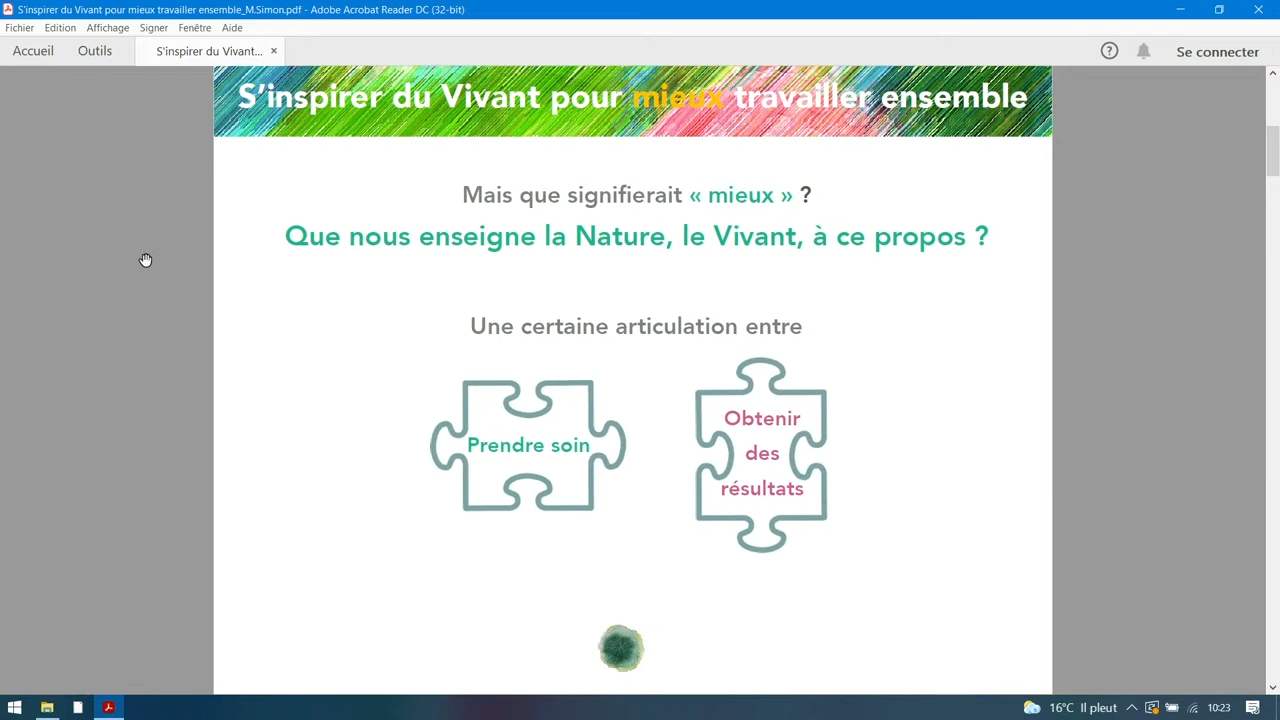 S'inspirer du Vivant pour mieux travailler ensemble_M.Simon.pdf - Adobe Acrobat Reader DC (32-bit)
Fichier Edition Affichage Signer Fenêtre Aide
Accueil Outils S'inspirer du Vivant... × Se connecter
S'inspirer du Vivant pour mieux travailler ensemble
Mais que signifierait « mieux » ?
Que nous enseigne la Nature, le Vivant, à ce propos ?
Une certaine articulation entre
Prendre soin
Obtenir
des
résultats
16°C Il pleut 10:23